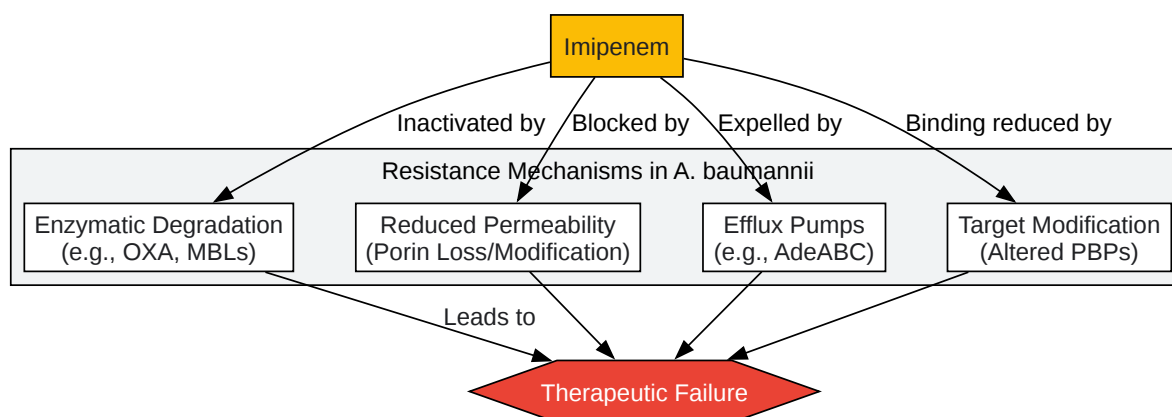 Imipenem
Inactivated by
Blocked by
Expelled by
Binding reduced by
Resistance Mechanisms in A. baumannii
Enzymatic Degradation
(e.g., OXA, MBLs)
Reduced Permeability
(Porin Loss/Modification)
Efflux Pumps
(e.g., AdeABC)
Target Modification
(Altered PBPs)
Leads to
Therapeutic Failure